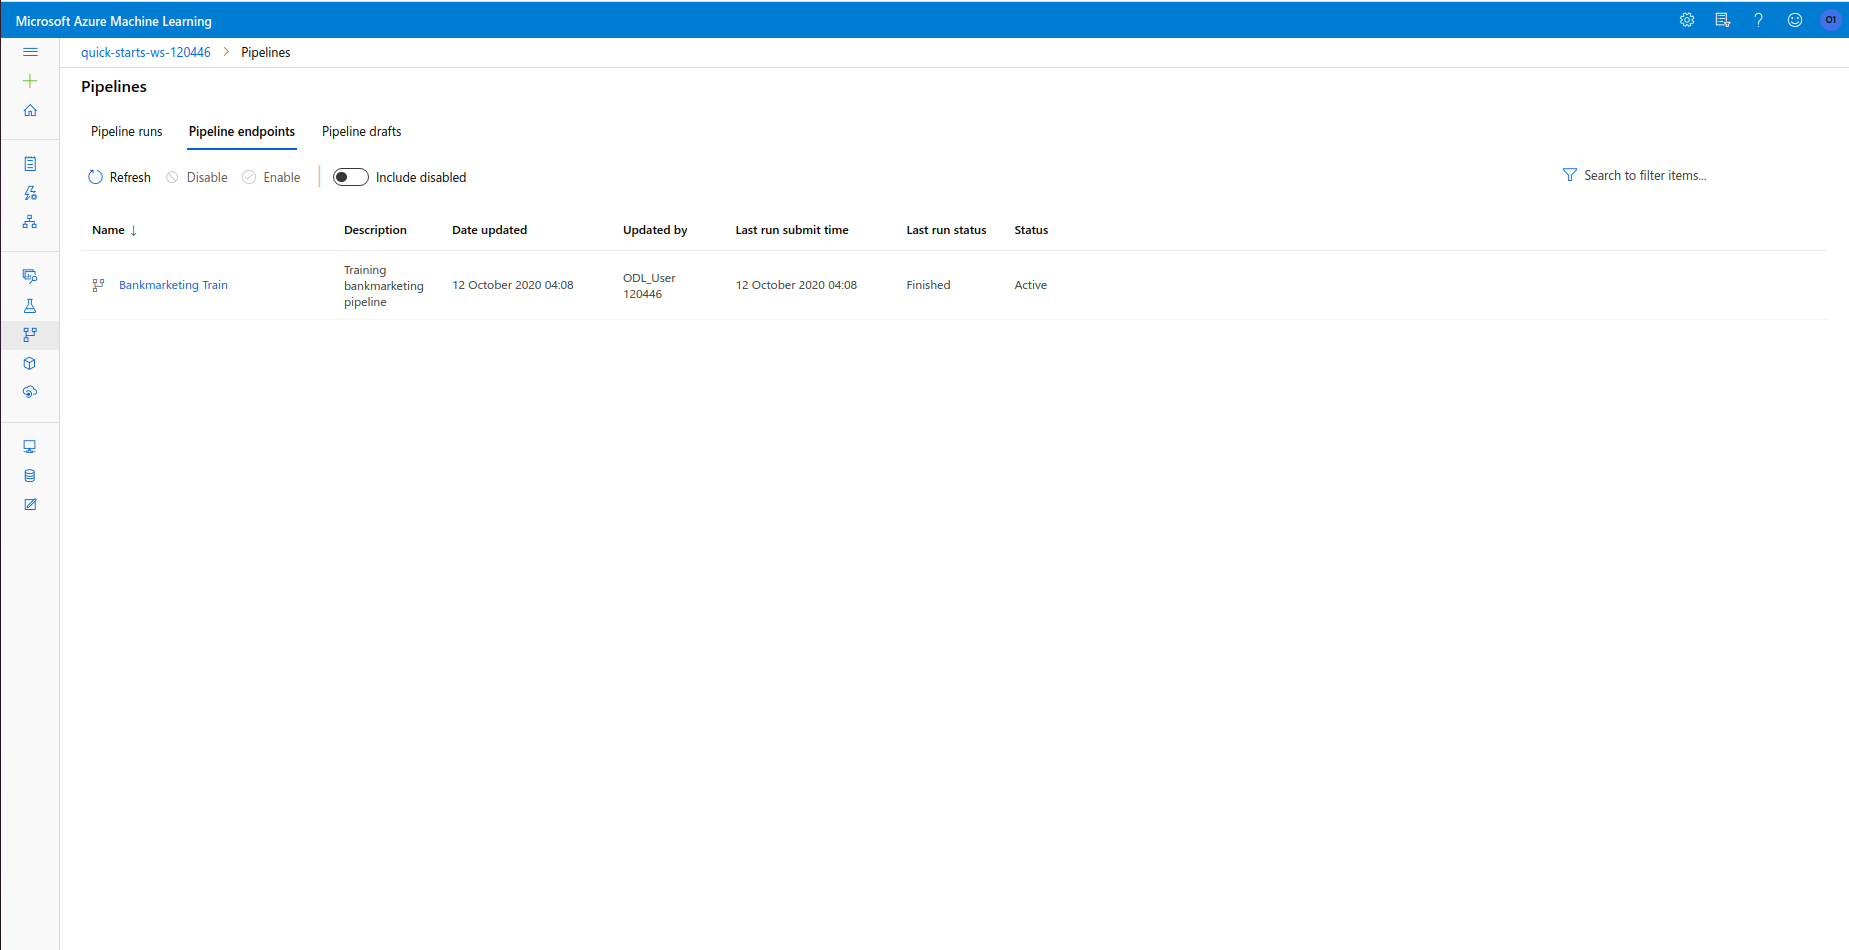 Microsoft Azure Machine Learning
O1
quick-starts-ws-120446 > Pipelines
Pipelines
Pipeline runs Pipeline endpoints Pipeline drafts
Refresh Disable Enable Include disabled Search to filter items...
Name ↓ Description Date updated Updated by Last run submit time Last run status Status
Bankmarketing Train Training bankmarketing pipeline 12 October 2020 04:08 ODL_User 120446 12 October 2020 04:08 Finished Active